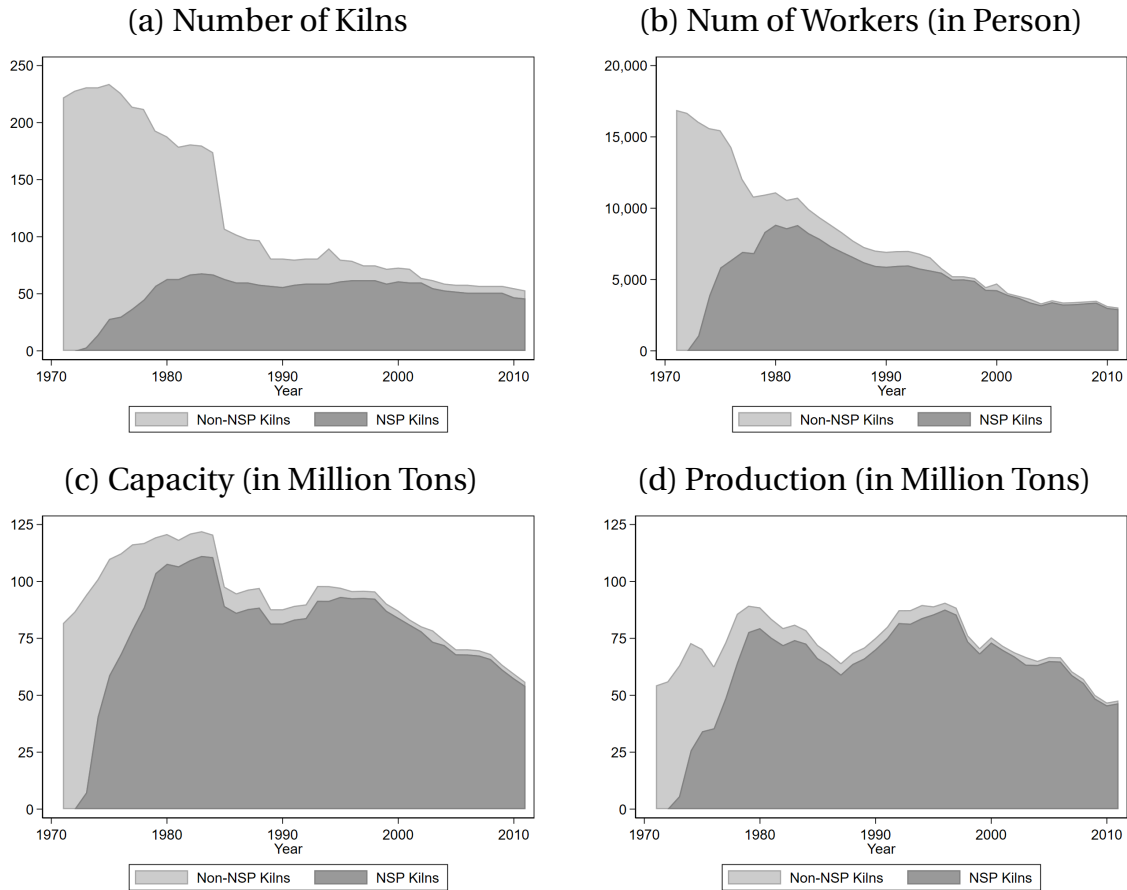 (a) Number of Kilns
250
200
150
100
50
0
1970 1980 1990 2000 2010
Year
Non-NSP Kilns NSP Kilns
(b) Num of Workers (in Person)
20,000
15,000
10,000
5,000
0
1970 1980 1990 2000 2010
Year
Non-NSP Kilns NSP Kilns
(c) Capacity (in Million Tons)
125
100
75
50
25
0
1970 1980 1990 2000 2010
Year
Non-NSP Kilns NSP Kilns
(d) Production (in Million Tons)
125
100
75
50
25
0
1970 1980 1990 2000 2010
Year
Non-NSP Kilns NSP Kilns